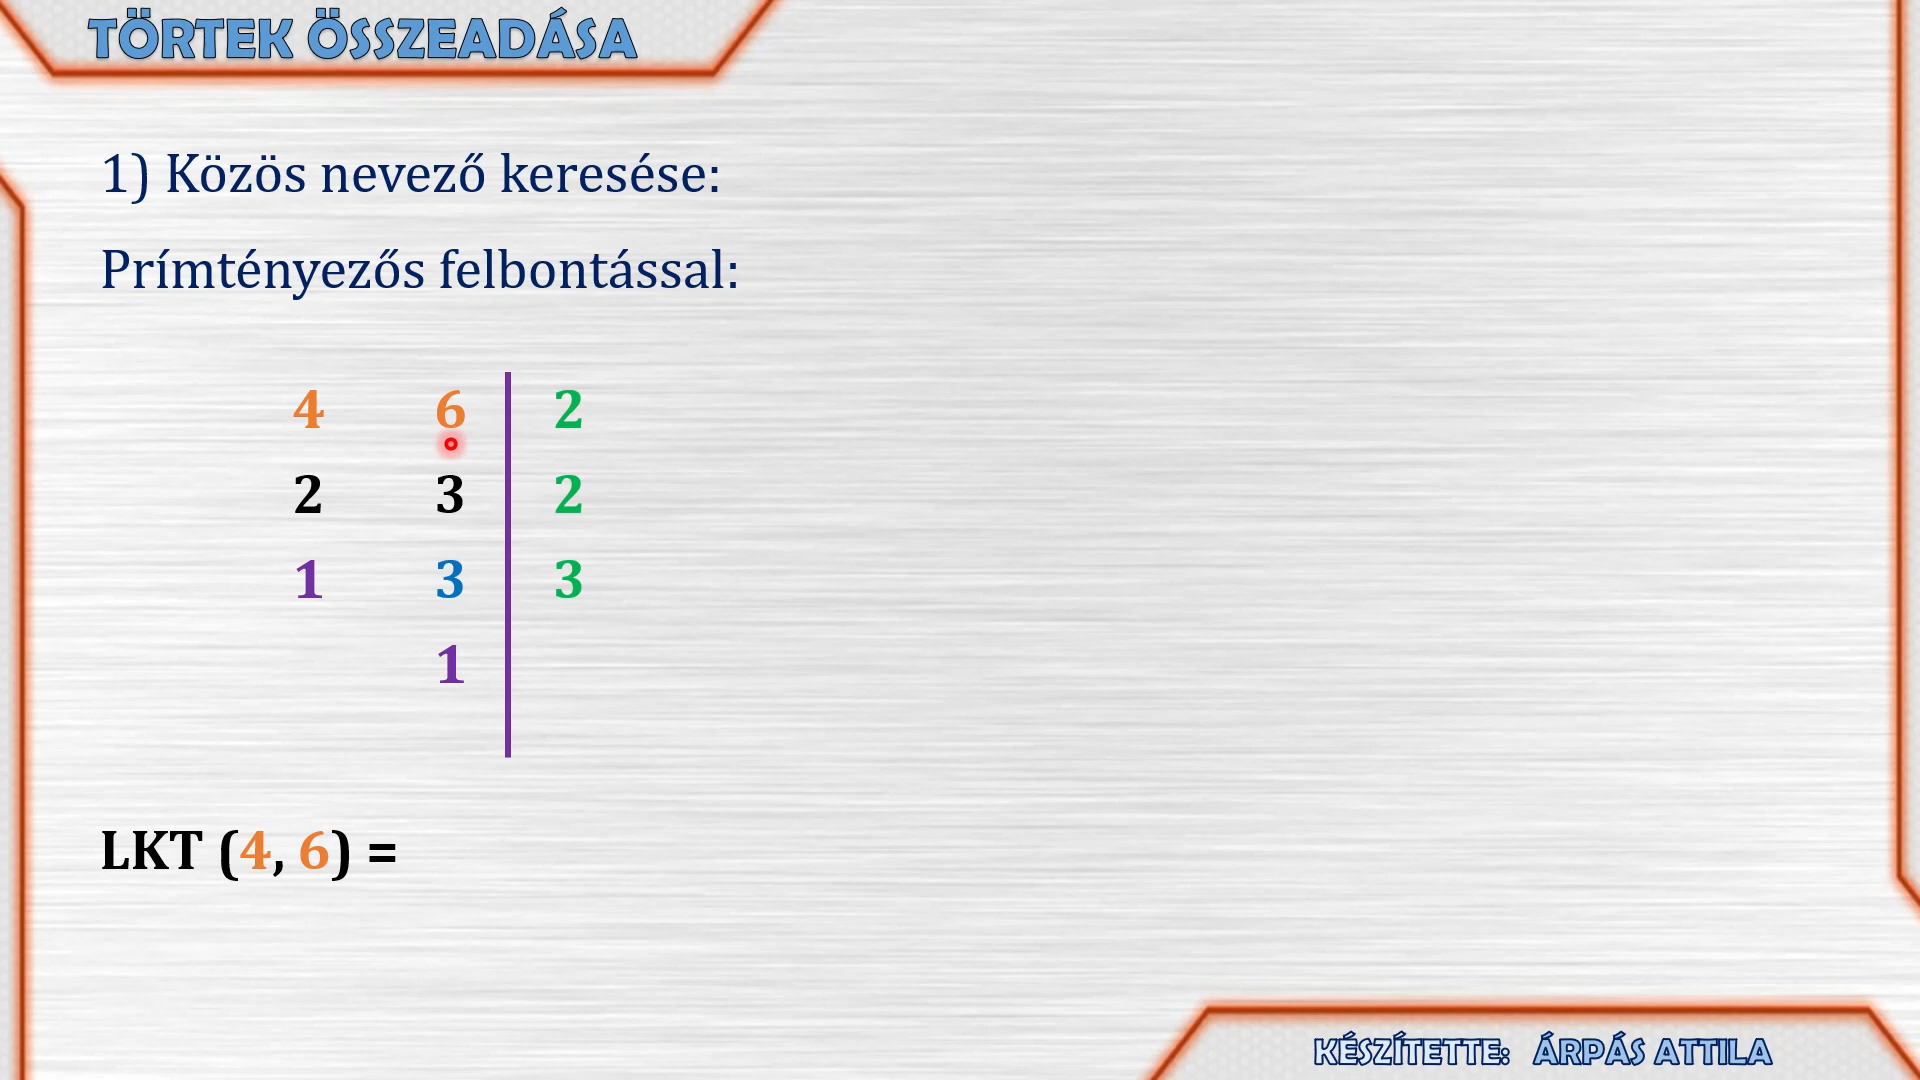 TÖRTEK ÖSSZEADÁSA
1) Közös nevező keresése:
Prímtényezős felbontással:
4 6 2
2 3 2
1 3 3
1
LKT (4, 6) =
KÉSZÍTETTE: ÁRPÁS ATTILA